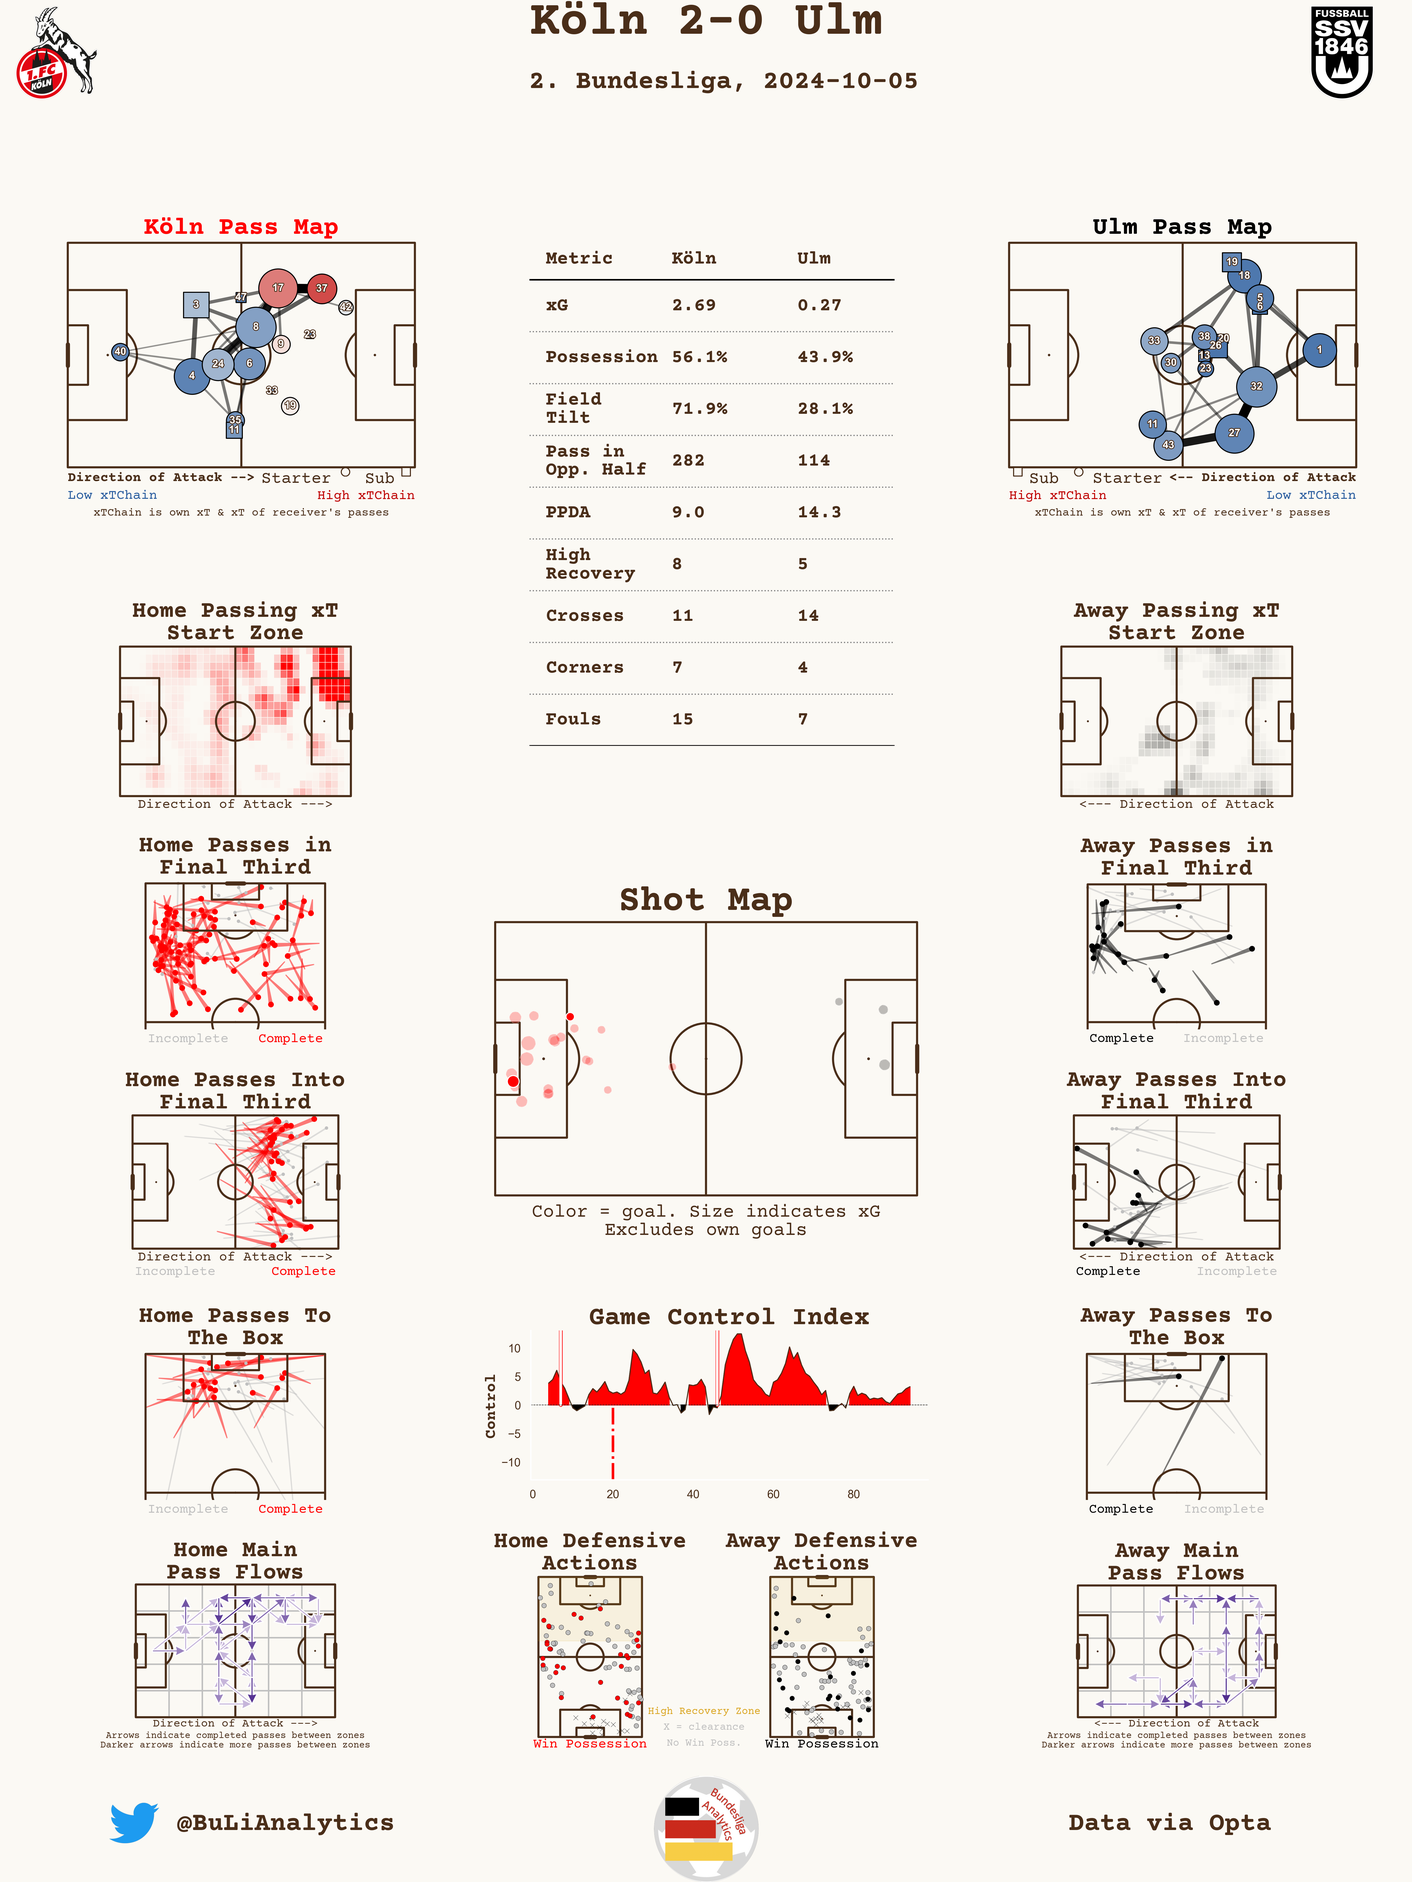 Köln 2-0 Ulm
2. Bundesliga, 2024-10-05
1.FC
KÖLN
FUSSBALL
SSV
1846
Köln Pass Map
3
47
17
37
42
8
23
9
40
24
6
4
33
19
35
11
Direction of Attack --> Starter Sub
Low xTChain High xTChain
xTChain is own xT & xT of receiver's passes
Metric Köln Ulm
xG 2.69 0.27
Possession 56.1% 43.9%
Field
Tilt 71.9% 28.1%
Pass in
Opp. Half 282 114
PPDA 9.0 14.3
High
Recovery 8 5
Crosses 11 14
Corners 7 4
Fouls 15 7
Ulm Pass Map
19
18
5
6
33
38
20
26
13
30
23
1
32
11
27
43
Sub Starter <-- Direction of Attack
High xTChain Low xTChain
xTChain is own xT & xT of receiver's passes
Home Passing xT
Start Zone
Direction of Attack --->
Away Passing xT
Start Zone
<--- Direction of Attack
Home Passes in
Final Third
Incomplete Complete
Away Passes in
Final Third
Complete Incomplete
Shot Map
Color = goal. Size indicates xG
Excludes own goals
Home Passes Into
Final Third
Direction of Attack --->
Incomplete Complete
Away Passes Into
Final Third
<--- Direction of Attack
Complete Incomplete
Home Passes To
The Box
Incomplete Complete
Game Control Index
Control
10
5
0
−5
−10
0 20 40 60 80
Away Passes To
The Box
Complete Incomplete
Home Main
Pass Flows
Direction of Attack --->
Arrows indicate completed passes between zones
Darker arrows indicate more passes between zones
Home Defensive
Actions
Win Possession
High Recovery Zone
X = clearance
No Win Poss.
Away Defensive
Actions
Win Possession
Away Main
Pass Flows
<--- Direction of Attack
Arrows indicate completed passes between zones
Darker arrows indicate more passes between zones
@BuLiAnalytics
Bundesliga
Analytics
Data via Opta